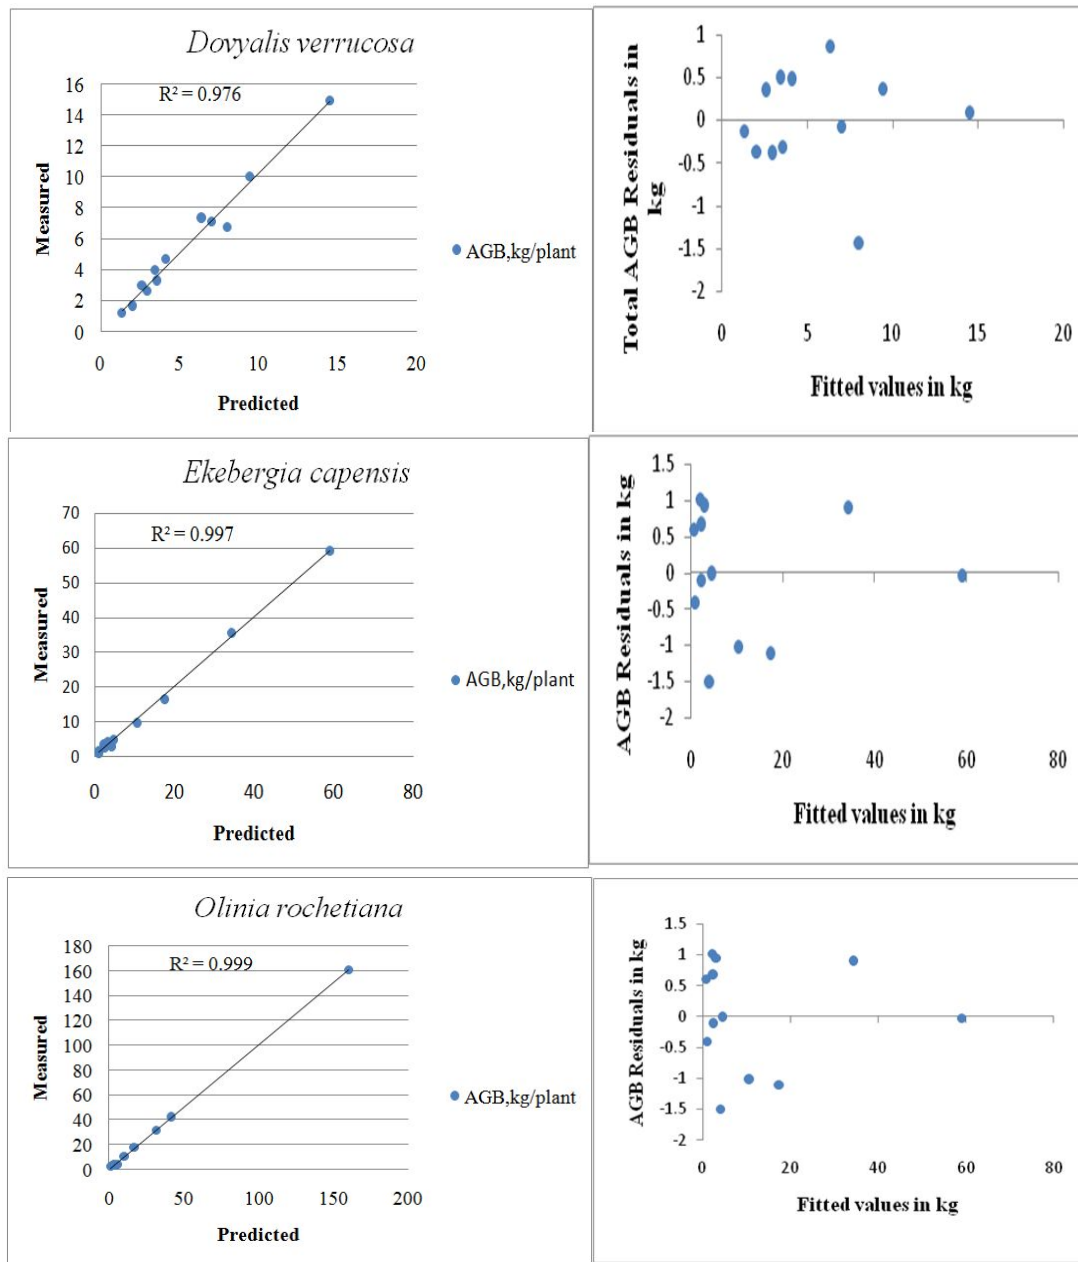 Dovyalis verrucosa
R² = 0.976
16
14
12
10
8
6
4
2
0
0 5 10 15 20
Measured
Predicted
AGB,kg/plant
Total AGB Residuals in
kg
1
0.5
0
-0.5
-1
-1.5
-2
0 5 10 15 20
Fitted values in kg
Ekebergia capensis
R² = 0.997
70
60
50
40
30
20
10
0
0 20 40 60 80
Measured
Predicted
AGB,kg/plant
AGB Residuals in kg
1.5
1
0.5
0
-0.5
-1
-1.5
-2
0 20 40 60 80
Fitted values in kg
Olinia rochetiana
R² = 0.999
180
160
140
120
100
80
60
40
20
0
0 50 100 150 200
Measured
Predicted
AGB,kg/plant
AGB Residuals in kg
1.5
1
0.5
0
-0.5
-1
-1.5
-2
0 20 40 60 80
Fitted values in kg